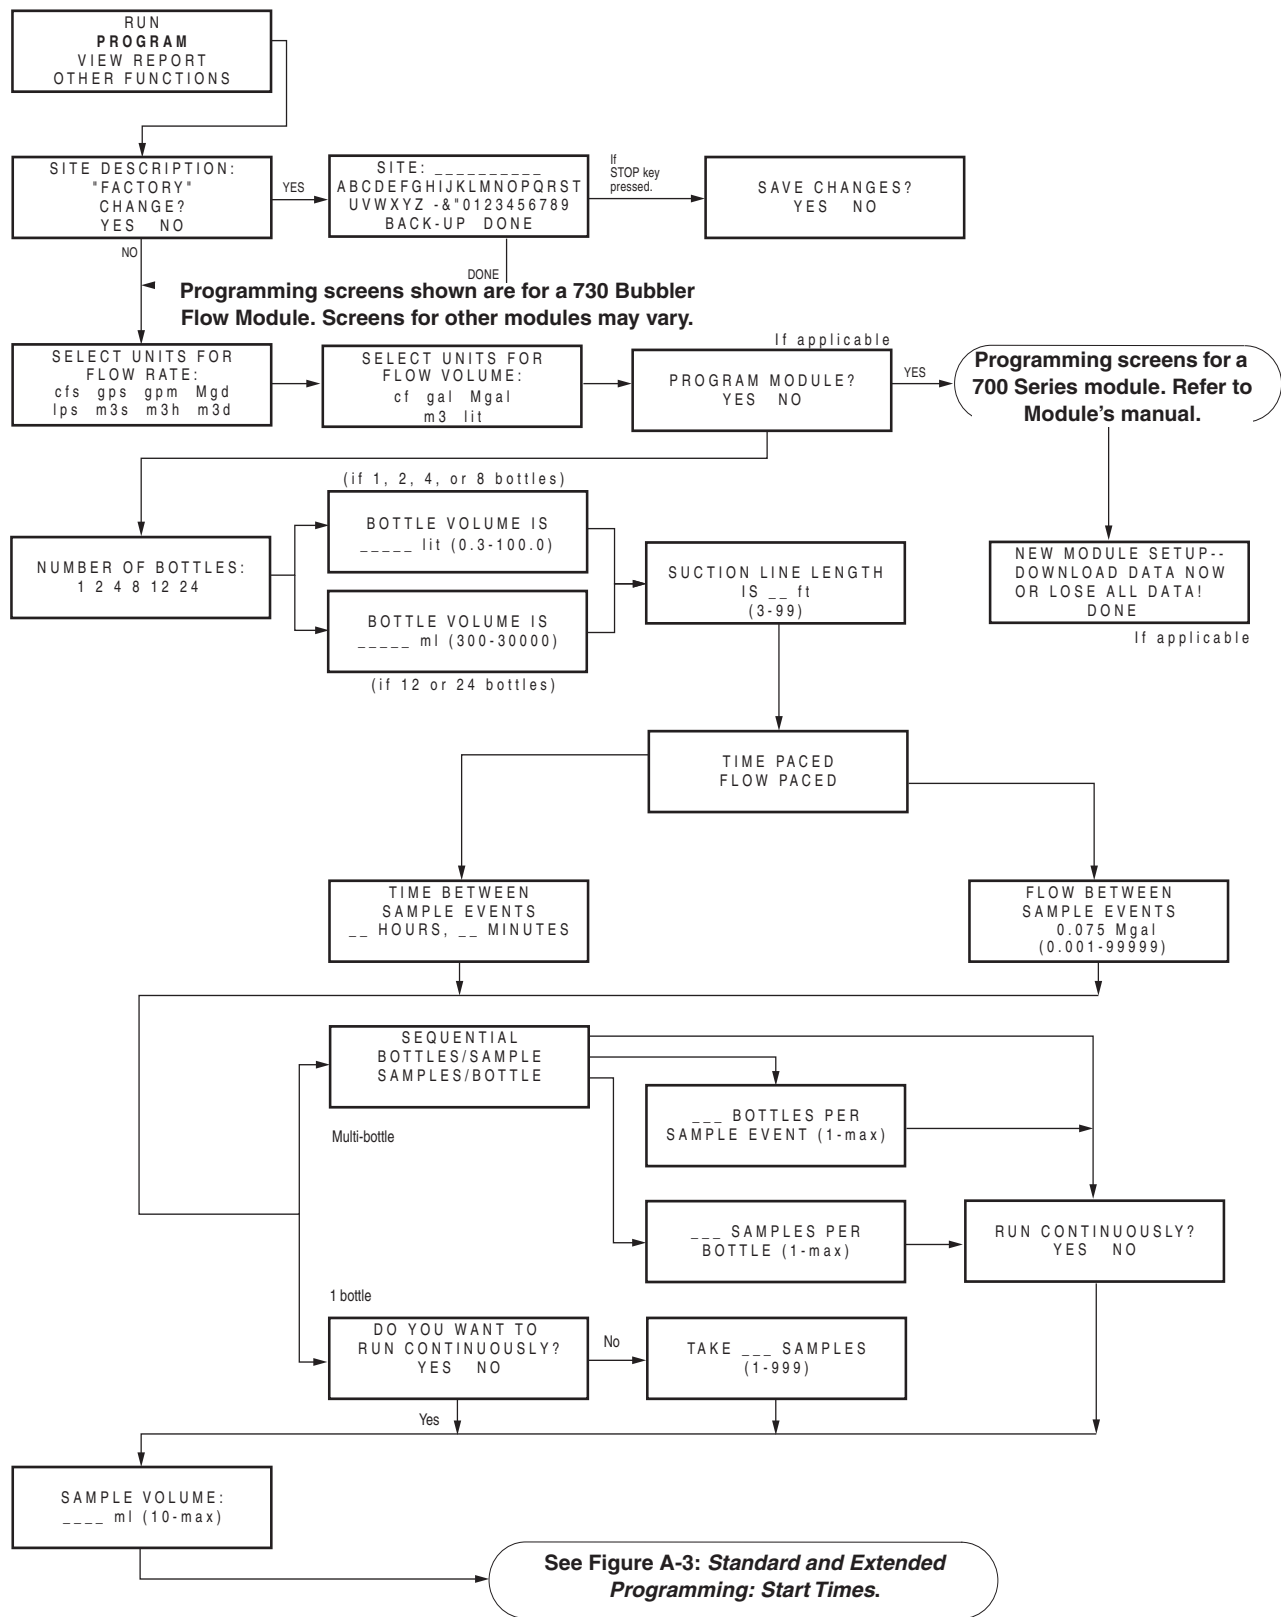 RUN
PROGRAM
VIEW REPORT
OTHER FUNCTIONS
SITE DESCRIPTION:
"FACTORY"
CHANGE?
YES NO
YES
SITE: __________
ABCDEFGHIJKLMNOPQRST
UVWXYZ -&"0123456789
BACK-UP DONE
If
STOP key
pressed.
SAVE CHANGES?
YES NO
NO
DONE
Programming screens shown are for a 730 Bubbler
Flow Module. Screens for other modules may vary.
SELECT UNITS FOR
FLOW RATE:
cfs gps gpm Mgd
lps m3s m3h m3d
SELECT UNITS FOR
FLOW VOLUME:
cf gal Mgal
m3 lit
If applicable
PROGRAM MODULE?
YES NO
YES
Programming screens for a
700 Series module. Refer to
Module’s manual.
NEW MODULE SETUP--
DOWNLOAD DATA NOW
OR LOSE ALL DATA!
DONE
If applicable
NUMBER OF BOTTLES:
1 2 4 8 12 24
(if 1, 2, 4, or 8 bottles)
BOTTLE VOLUME IS
_____ lit (0.3-100.0)
BOTTLE VOLUME IS
_____ ml (300-30000)
(if 12 or 24 bottles)
SUCTION LINE LENGTH
IS __ ft
(3-99)
TIME PACED
FLOW PACED
TIME BETWEEN
SAMPLE EVENTS
__ HOURS, __ MINUTES
FLOW BETWEEN
SAMPLE EVENTS
0.075 Mgal
(0.001-99999)
SEQUENTIAL
BOTTLES/SAMPLE
SAMPLES/BOTTLE
Multi-bottle
___ BOTTLES PER
SAMPLE EVENT (1-max)
___ SAMPLES PER
BOTTLE (1-max)
RUN CONTINUOUSLY?
YES NO
1 bottle
DO YOU WANT TO
RUN CONTINUOUSLY?
YES NO
No
TAKE ___ SAMPLES
(1-999)
Yes
SAMPLE VOLUME:
____ ml (10-max)
See Figure A-3: Standard and Extended
Programming: Start Times.